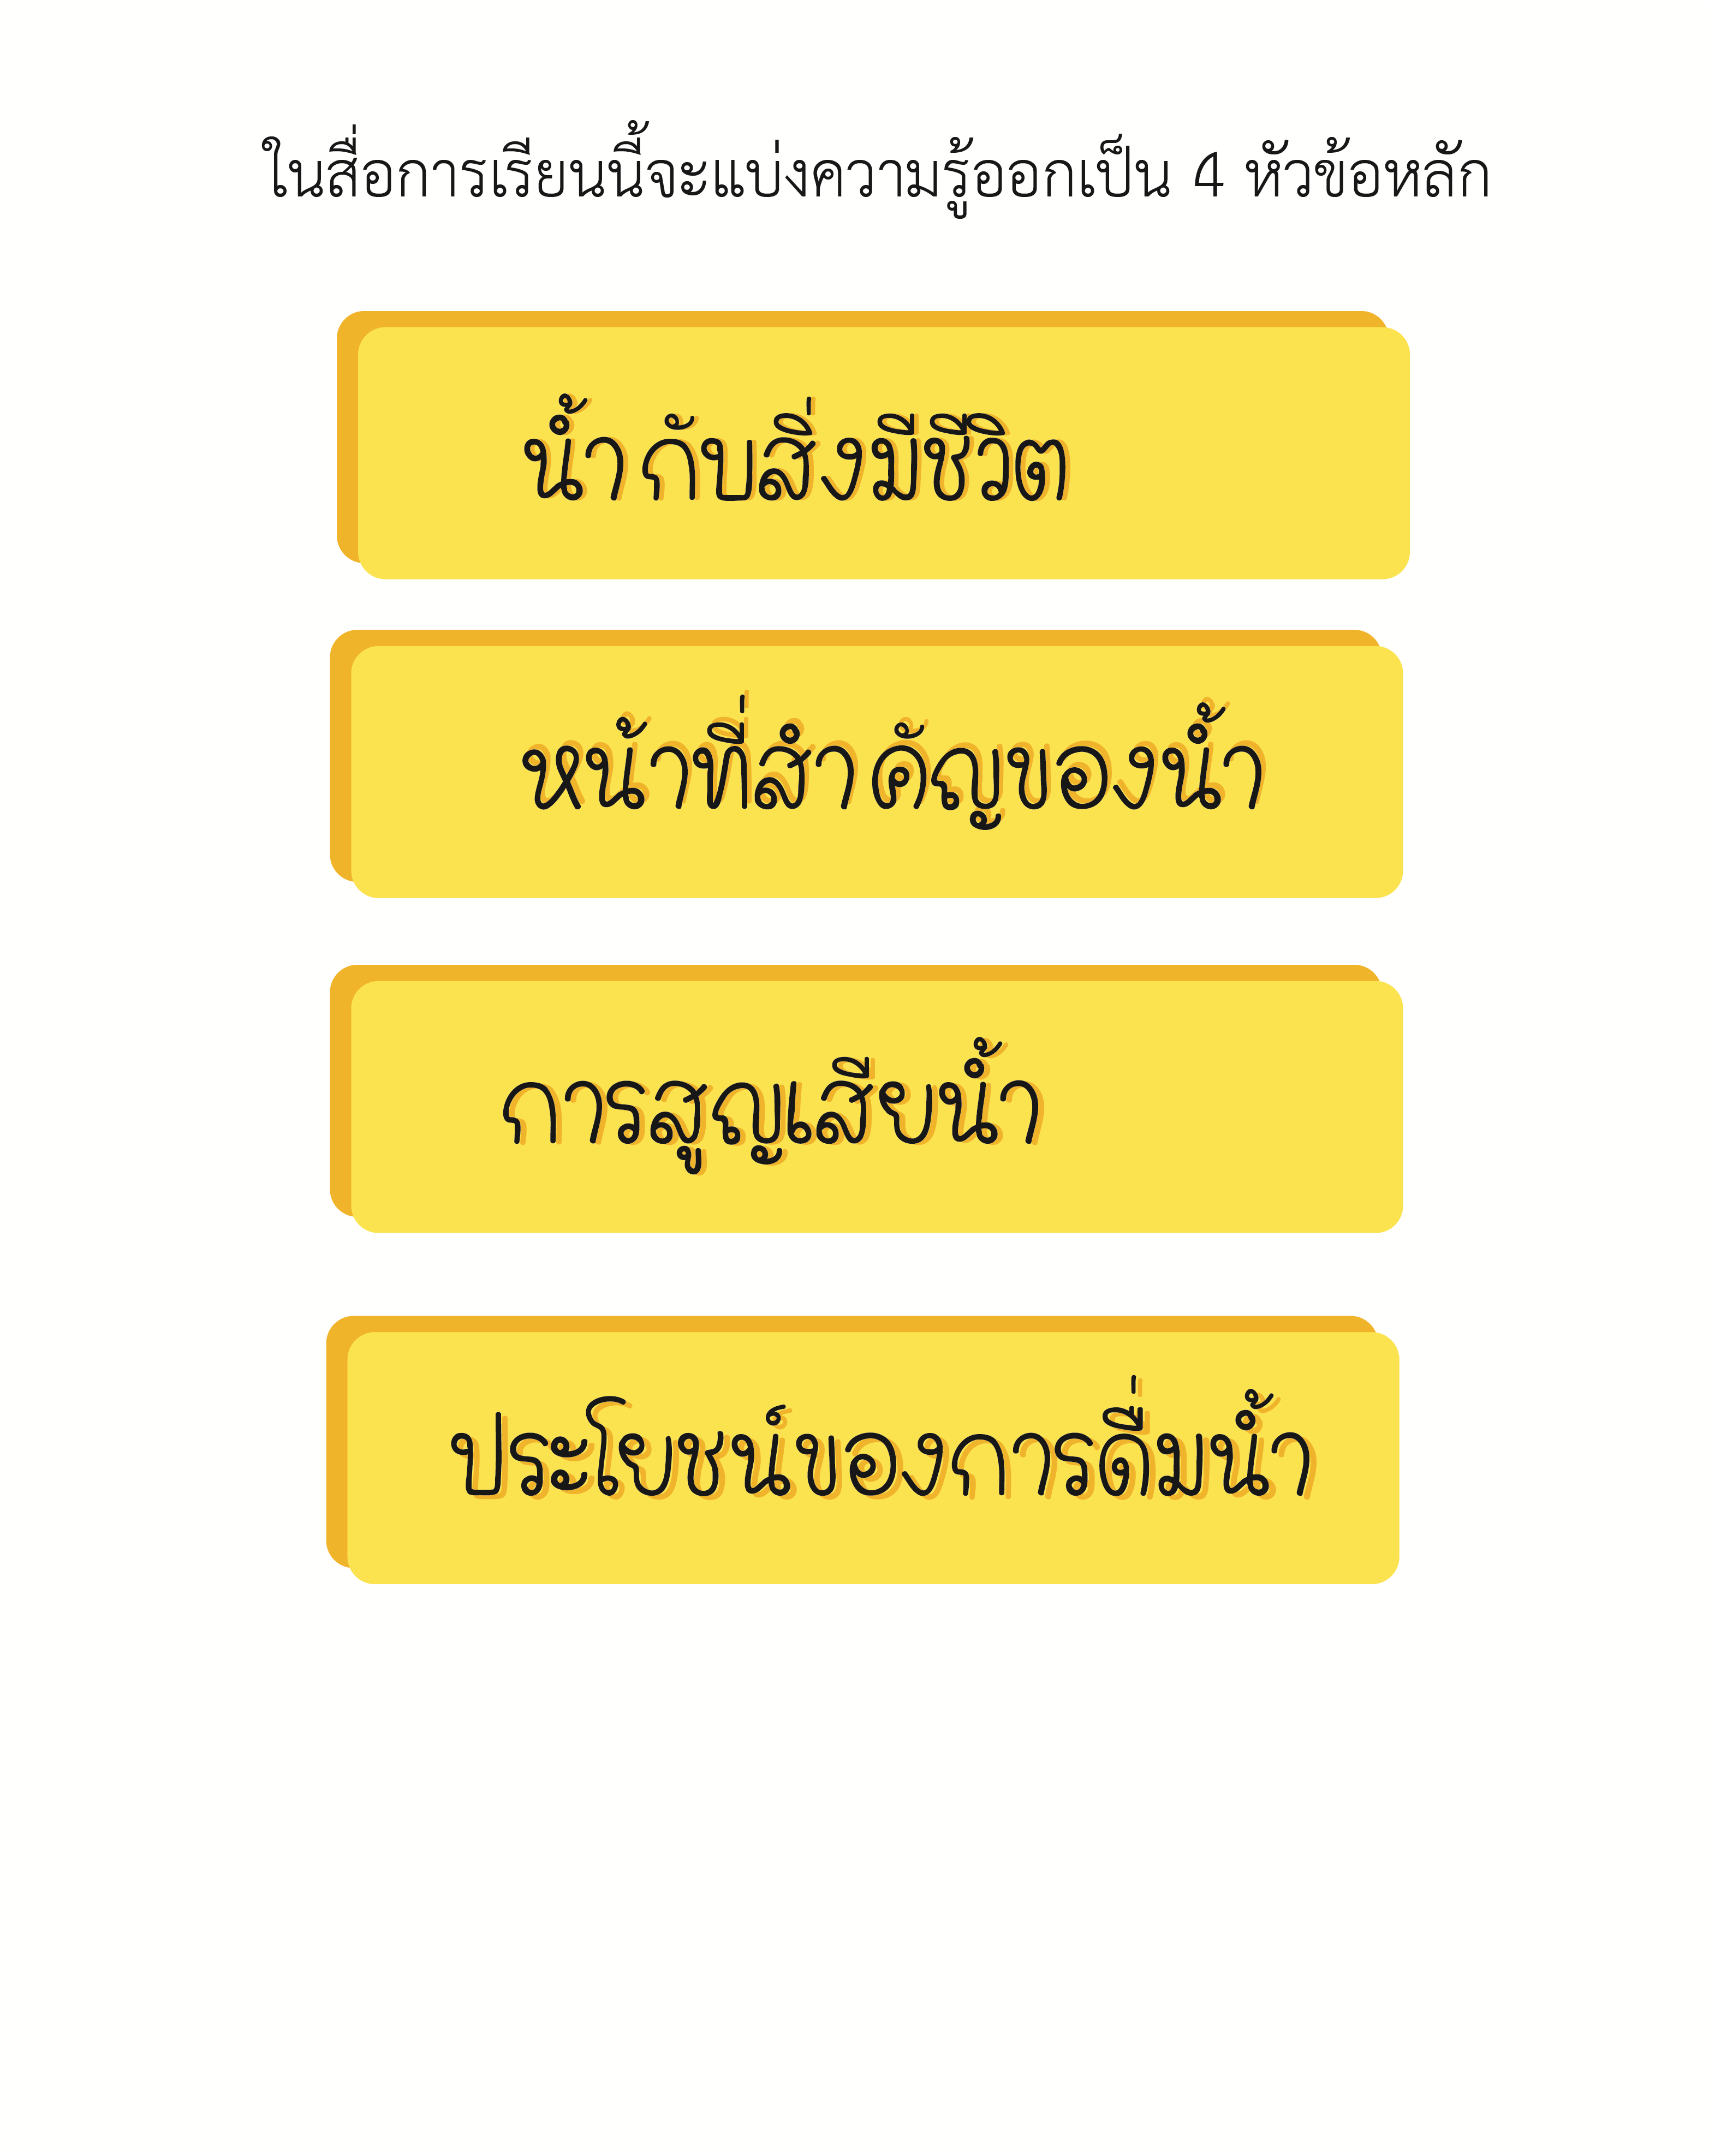 ในสื่อการเรียนนี้จะแบ่งความรู้ออกเป็น 4 หัวข้อหลัก
น้ำกับสิ่งมีชีวิต
หน้าที่สำคัญของน้ำ
การสูญเสียน้ำ
ประโยชน์ของการดื่มน้ำ